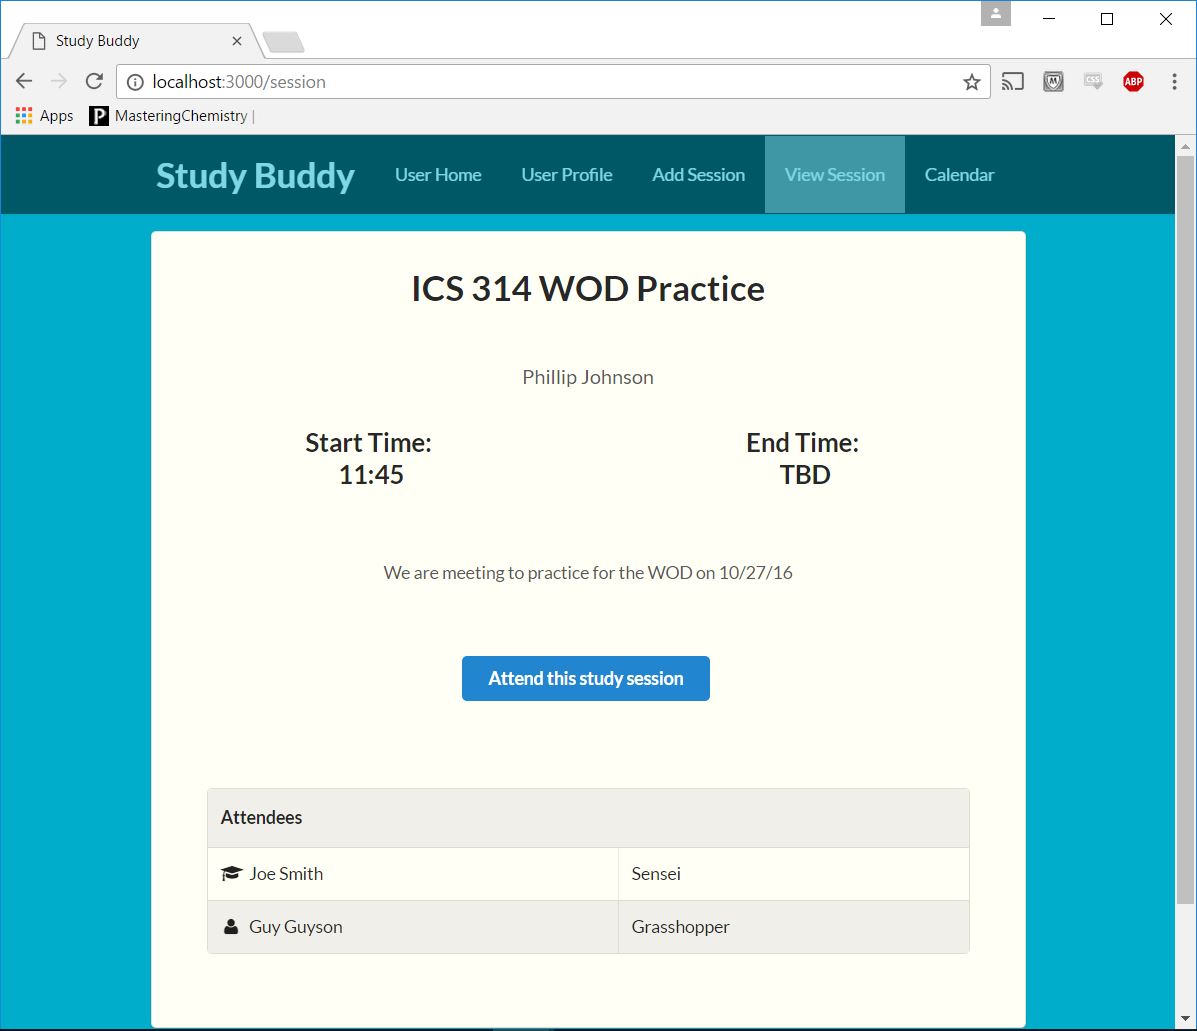 Study Buddy
localhost:3000/session
CSS
ABP
Apps
P
MasteringChemistry |
Study Buddy User Home User Profile Add Session View Session Calendar
ICS 314 WOD Practice
Phillip Johnson
Start Time: End Time:
11:45 TBD
We are meeting to practice for the WOD on 10/27/16
Attend this study session
Attendees
Joe Smith Sensei
Guy Guyson Grasshopper